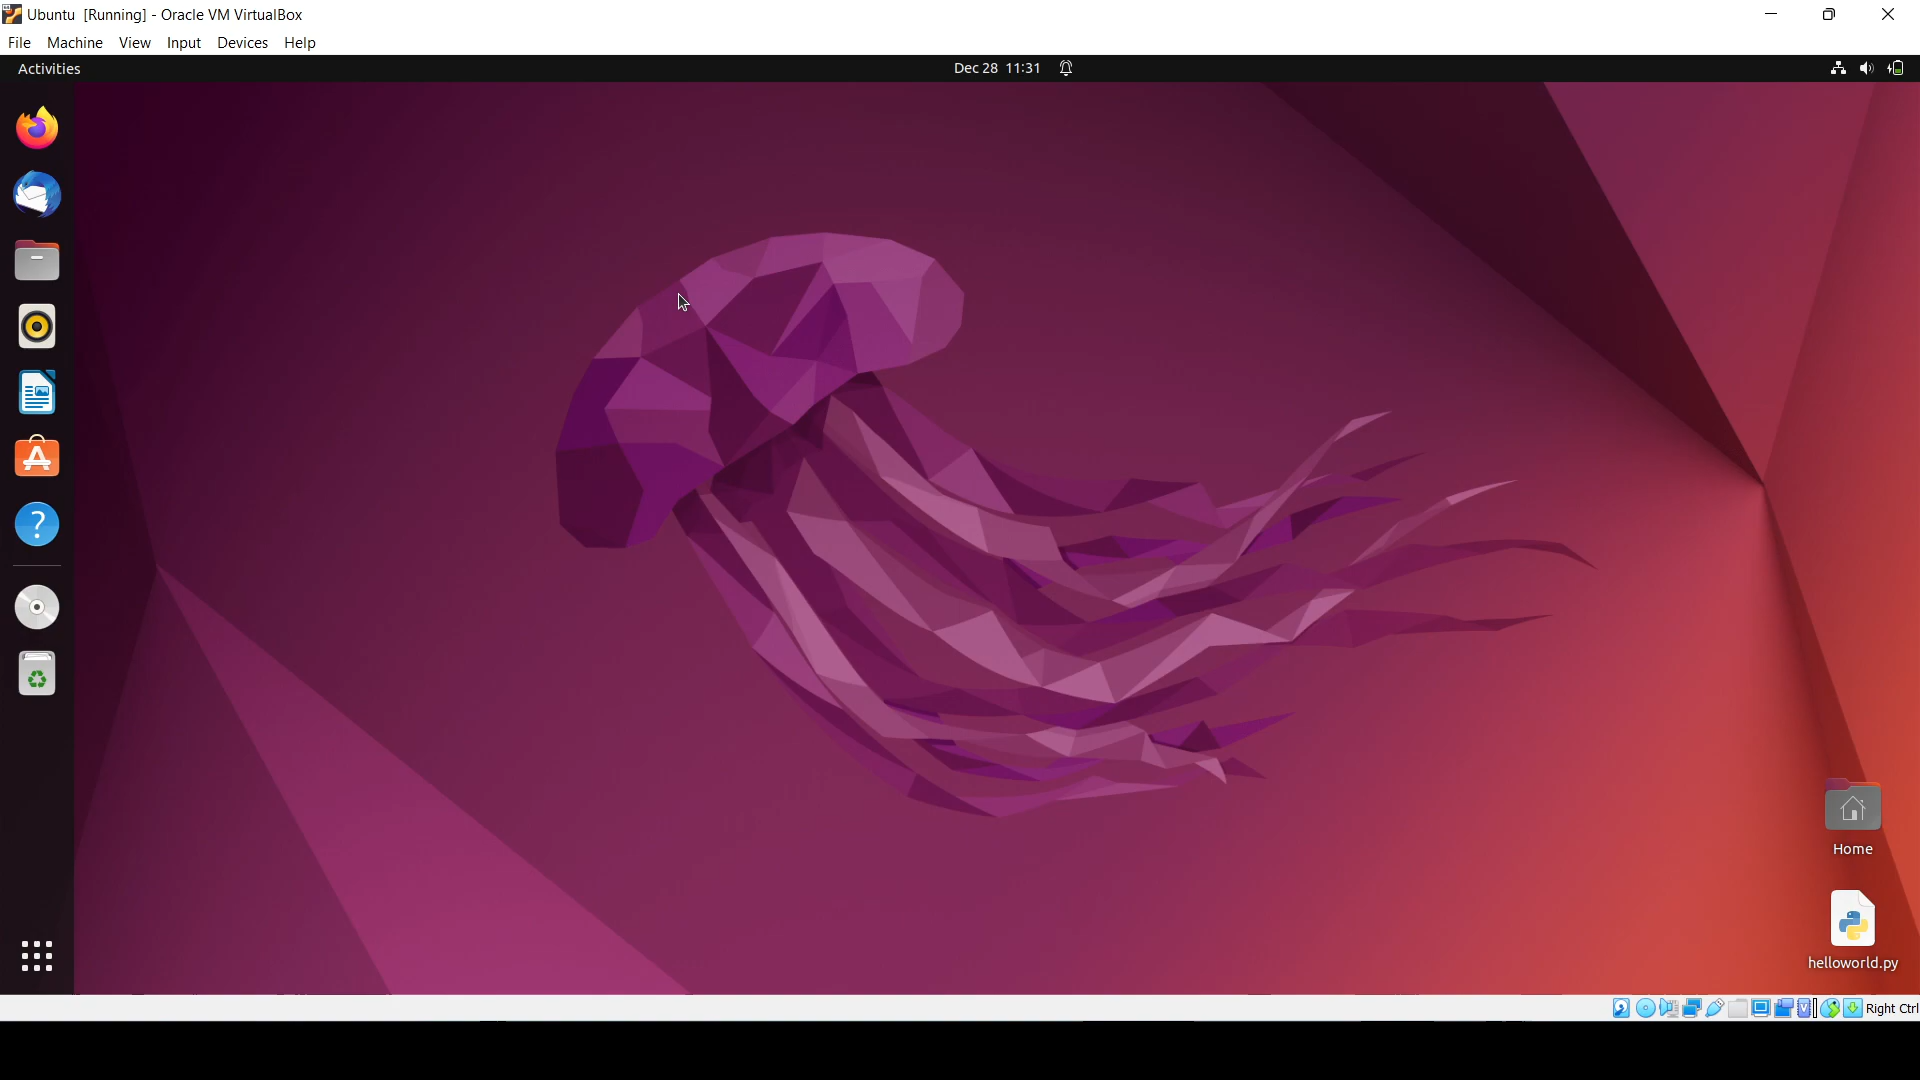 Ubuntu [Running] - Oracle VM VirtualBox
File Machine View Input Devices Help
Activities
Dec 28 11:31
Home
helloworld.py
Right Ctrl